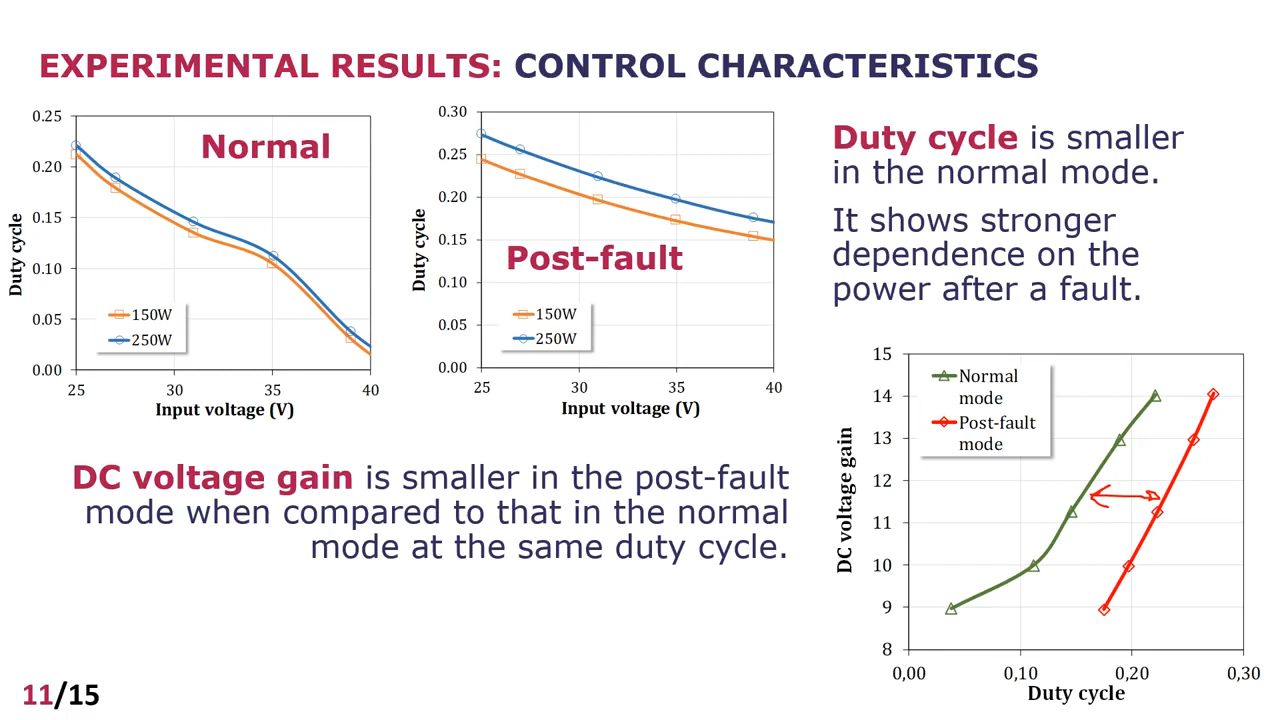 EXPERIMENTAL RESULTS: CONTROL CHARACTERISTICS
0.25
0.20
0.15
0.10
0.05
0.00
Duty cycle
Normal
150W
250W
25 30 35 40
Input voltage (V)
0.30
0.25
0.20
0.15
0.10
0.05
0.00
Duty cycle
Post-fault
150W
250W
25 30 35 40
Input voltage (V)
Duty cycle is smaller
in the normal mode.
It shows stronger
dependence on the
power after a fault.
DC voltage gain is smaller in the post-fault
mode when compared to that in the normal
mode at the same duty cycle.
15
14
13
12
11
10
9
8
DC voltage gain
Normal
mode
Post-fault
mode
0,00 0,10 0,20 0,30
Duty cycle
11/15